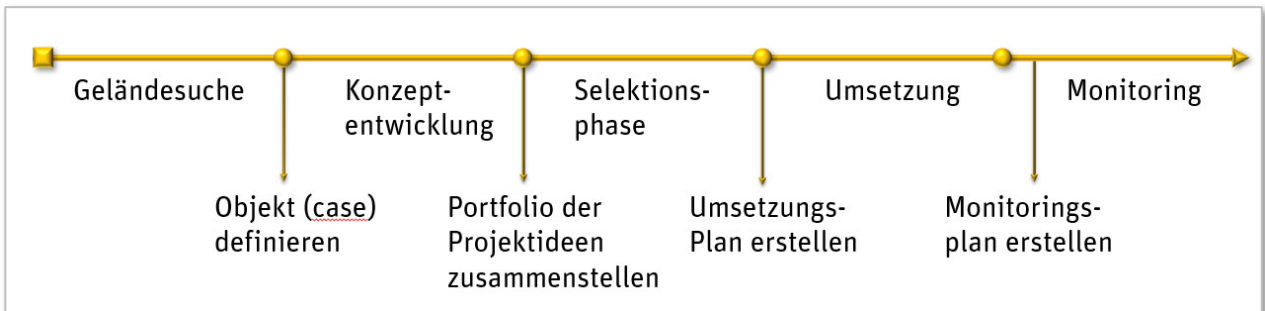 Geländesuche
Konzept-
entwicklung
Selektions-
phase
Umsetzung
Monitoring
Objekt (case)
definieren
Portfolio der
Projektideen
zusammenstellen
Umsetzungs-
Plan erstellen
Monitorings-
plan erstellen